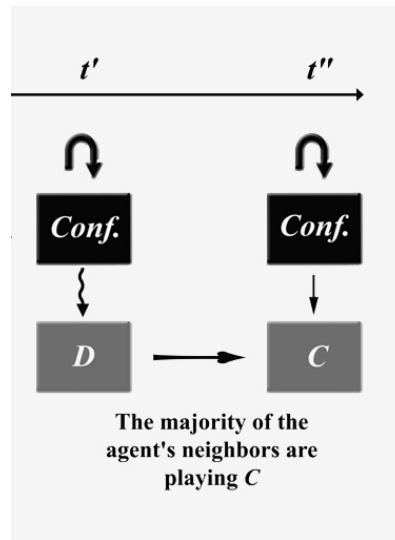 t' t''
Conf. Conf.
D C
The majority of the
agent's neighbors are
playing C